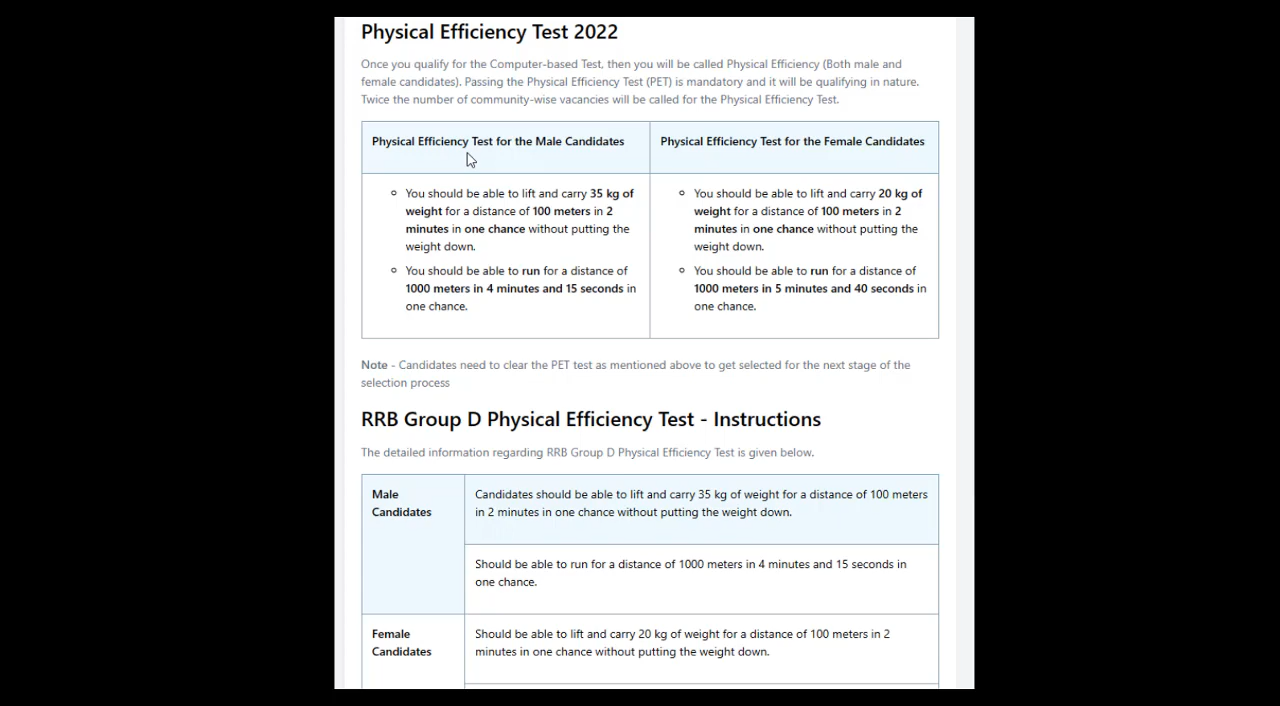 Physical Efficiency Test 2022
Once you qualify for the Computer-based Test, then you will be called Physical Efficiency (Both male and
female candidates). Passing the Physical Efficiency Test (PET) is mandatory and it will be qualifying in nature.
Twice the number of community-wise vacancies will be called for the Physical Efficiency Test.
Physical Efficiency Test for the Male Candidates
Physical Efficiency Test for the Female Candidates
You should be able to lift and carry 35 kg of
weight for a distance of 100 meters in 2
minutes in one chance without putting the
weight down.
You should be able to run for a distance of
1000 meters in 4 minutes and 15 seconds in
one chance.
You should be able to lift and carry 20 kg of
weight for a distance of 100 meters in 2
minutes in one chance without putting the
weight down.
You should be able to run for a distance of
1000 meters in 5 minutes and 40 seconds in
one chance.
Note - Candidates need to clear the PET test as mentioned above to get selected for the next stage of the
selection process
RRB Group D Physical Efficiency Test - Instructions
The detailed information regarding RRB Group D Physical Efficiency Test is given below.
Male
Candidates
Candidates should be able to lift and carry 35 kg of weight for a distance of 100 meters
in 2 minutes in one chance without putting the weight down.
Should be able to run for a distance of 1000 meters in 4 minutes and 15 seconds in
one chance.
Female
Candidates
Should be able to lift and carry 20 kg of weight for a distance of 100 meters in 2
minutes in one chance without putting the weight down.